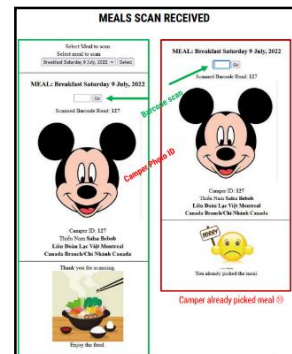 MEALS SCAN RECEIVED
Select Meal to scan
Select meal to scan
Breakfast Saturday 9 July, 2022 Select
MEAL: Breakfast Saturday 9 July, 2022
Go
Scanned Barcode Read: 127
Camper ID: 127
Thiếu Nam Salsa Beboh
Liên Đoàn Lạc Việt Montreal
Canada Branch/Chi Nhánh Canada
Thank you for scanning.
Enjoy the food.
Barcode scan
Camper Photo ID
MEAL: Breakfast Saturday 9 July, 2022
Go
Scanned Barcode Read: 127
Camper ID: 127
Thiếu Nam Salsa Beboh
Liên Đoàn Lạc Việt Montreal
Canada Branch/Chi Nhánh Canada
SORRY
You already picked the meal.
Camper already picked meal ☹